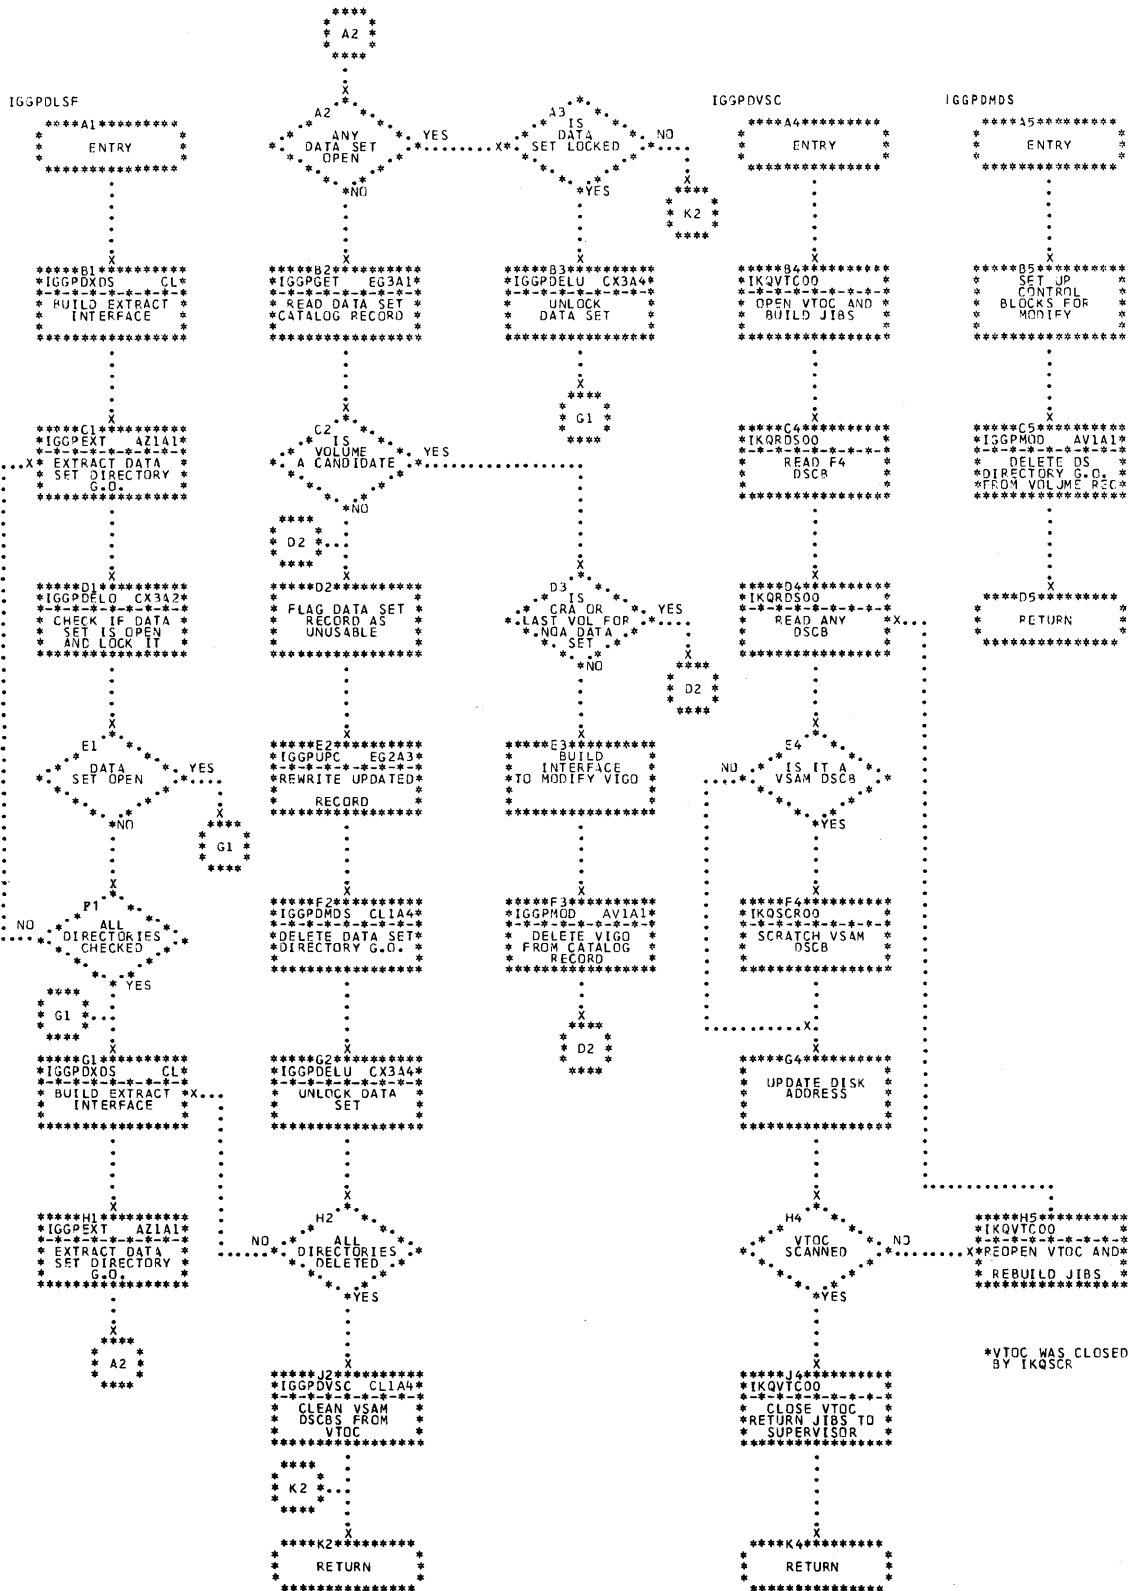 A2
IGGPDLSF
IGGPDVSC
IGGPDMDS
A1
ENTRY
A2
ANY
DATA SET
OPEN
YES
NO
A3
IS
DATA
SET LOCKED
NO
YES
K2
A4
ENTRY
A5
ENTRY
B1
IGGPDXDS CL
BUILD EXTRACT
INTERFACE
B2
IGGPGET EG3A1
READ DATA SET
CATALOG RECORD
B3
IGGPDELU CX3A4
UNLOCK
DATA SET
G1
B4
IKQVTC00
OPEN VTOC AND
BUILD JIBS
B5
SET UP
CONTROL
BLOCKS FOR
MODIFY
C1
IGGPEXT AZ1A1
EXTRACT DATA
SET DIRECTORY
G.O.
C2
IS
VOLUME
A CANDIDATE
YES
NO
D2
C4
IKQRDS00
READ F4
DSCB
C5
IGGPMOD AV1A1
DELETE DS
DIRECTORY G.O.
FROM VOLUME REC
D1
IGGPDELO CX3A2
CHECK IF DATA
SET IS OPEN
AND LOCK IT
D2
FLAG DATA SET
RECORD AS
UNUSABLE
D3
IS
CRA OR
LAST VOL FOR
NOA DATA
SET
YES
NO
D2
D4
IKQRDS00
READ ANY
DSCB
D5
RETURN
E1
DATA
SET OPEN
YES
NO
G1
E2
IGGPUPC EG2A3
REWRITE UPDATED
RECORD
E3
BUILD
INTERFACE
TO MODIFY VIGO
E4
IS IT A
VSAM DSCB
NO
YES
F1
ALL
DIRECTORIES
CHECKED
NO
YES
G1
F2
IGGPDMDS CL1A4
DELETE DATA SET
DIRECTORY G.O.
F3
IGGPMOD AV1A1
DELETE VIGO
FROM CATALOG
RECORD
D2
F4
IKQSCR00
SCRATCH VSAM
DSCB
G1
IGGPDXDS CL
BUILD EXTRACT
INTERFACE
G2
IGGPDELU CX3A4
UNLOCK DATA
SET
G4
UPDATE DISK
ADDRESS
H1
IGGPEXT AZ1A1
EXTRACT DATA
SET DIRECTORY
G.O.
A2
H2
ALL
DIRECTORIES
DELETED
NO
YES
H4
VTOC
SCANNED
NO
YES
H5
IKQVTC00
REOPEN VTOC AND
REBUILD JIBS
*VTOC WAS CLOSED
BY IKQSCR
J2
IGGPDVSC CL1A4
CLEAN VSAM
DSCBS FROM
VTOC
K2
J4
IKQVTC00
CLOSE VTOC
RETURN JIBS TO
SUPERVISOR
K2
RETURN
K4
RETURN